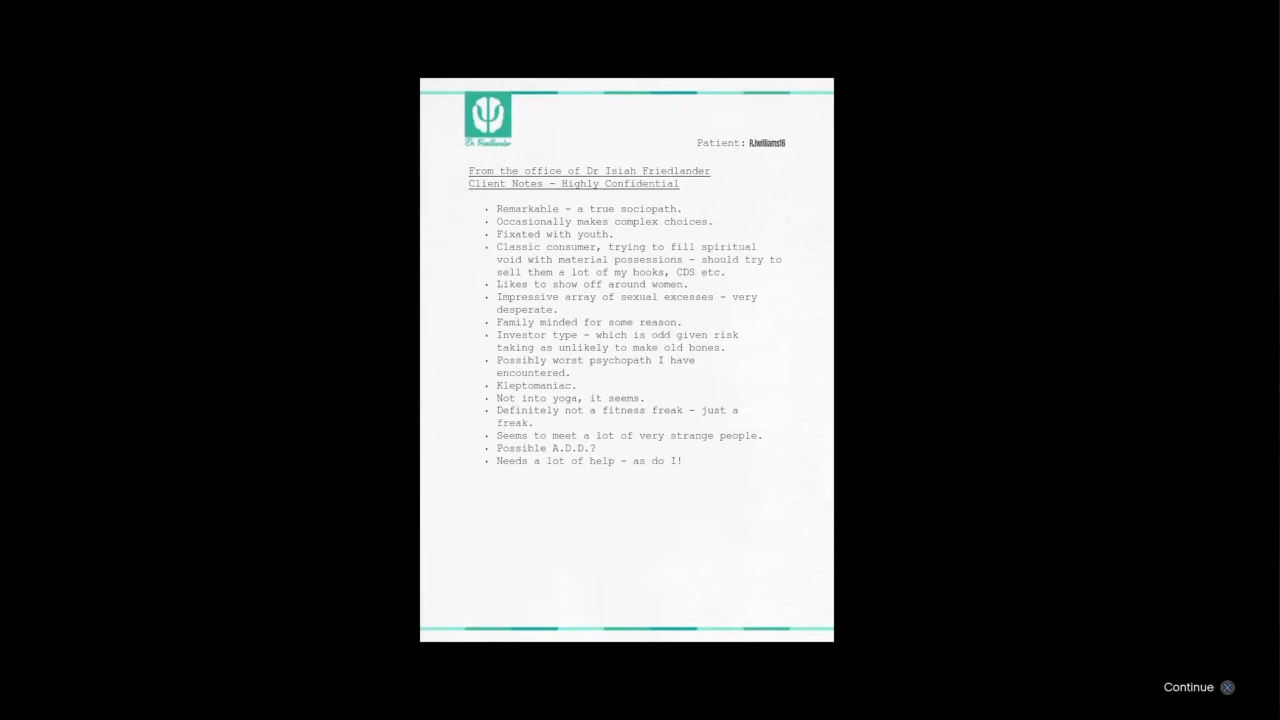 Dr. Friedlander
Patient: RJwilliams16
From the office of Dr Isiah Friedlander
Client Notes - Highly Confidential
• Remarkable - a true sociopath.
• Occasionally makes complex choices.
• Fixated with youth.
• Classic consumer, trying to fill spiritual
void with material possessions - should try to
sell them a lot of my books, CDS etc.
• Likes to show off around women.
• Impressive array of sexual excesses - very
desperate.
• Family minded for some reason.
• Investor type - which is odd given risk
taking as unlikely to make old bones.
• Possibly worst psychopath I have
encountered.
• Kleptomaniac.
• Not into yoga, it seems.
• Definitely not a fitness freak - just a
freak.
• Seems to meet a lot of very strange people.
• Possible A.D.D.?
• Needs a lot of help - as do I!
Continue